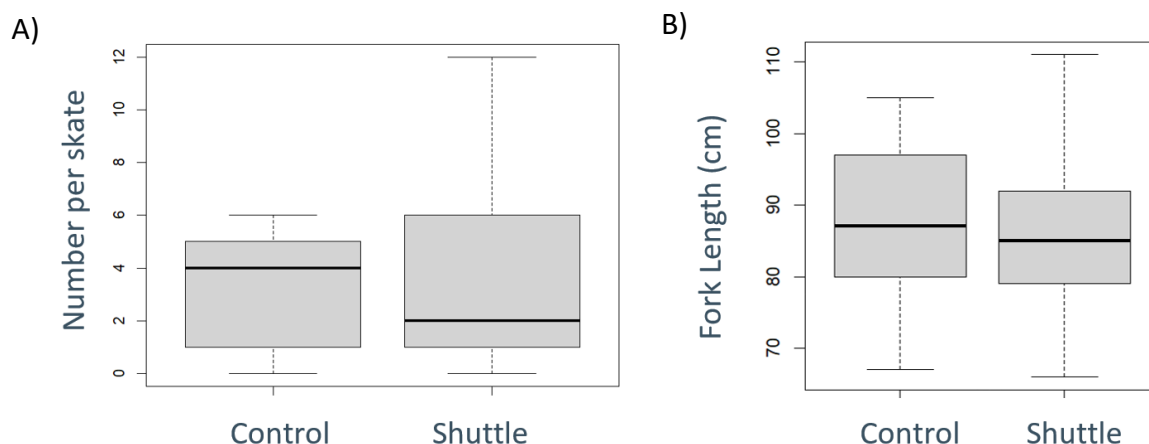 A)
Number per skate
12
10
8
6
4
2
0
Control
Shuttle
B)
Fork Length (cm)
110
100
90
80
70
Control
Shuttle